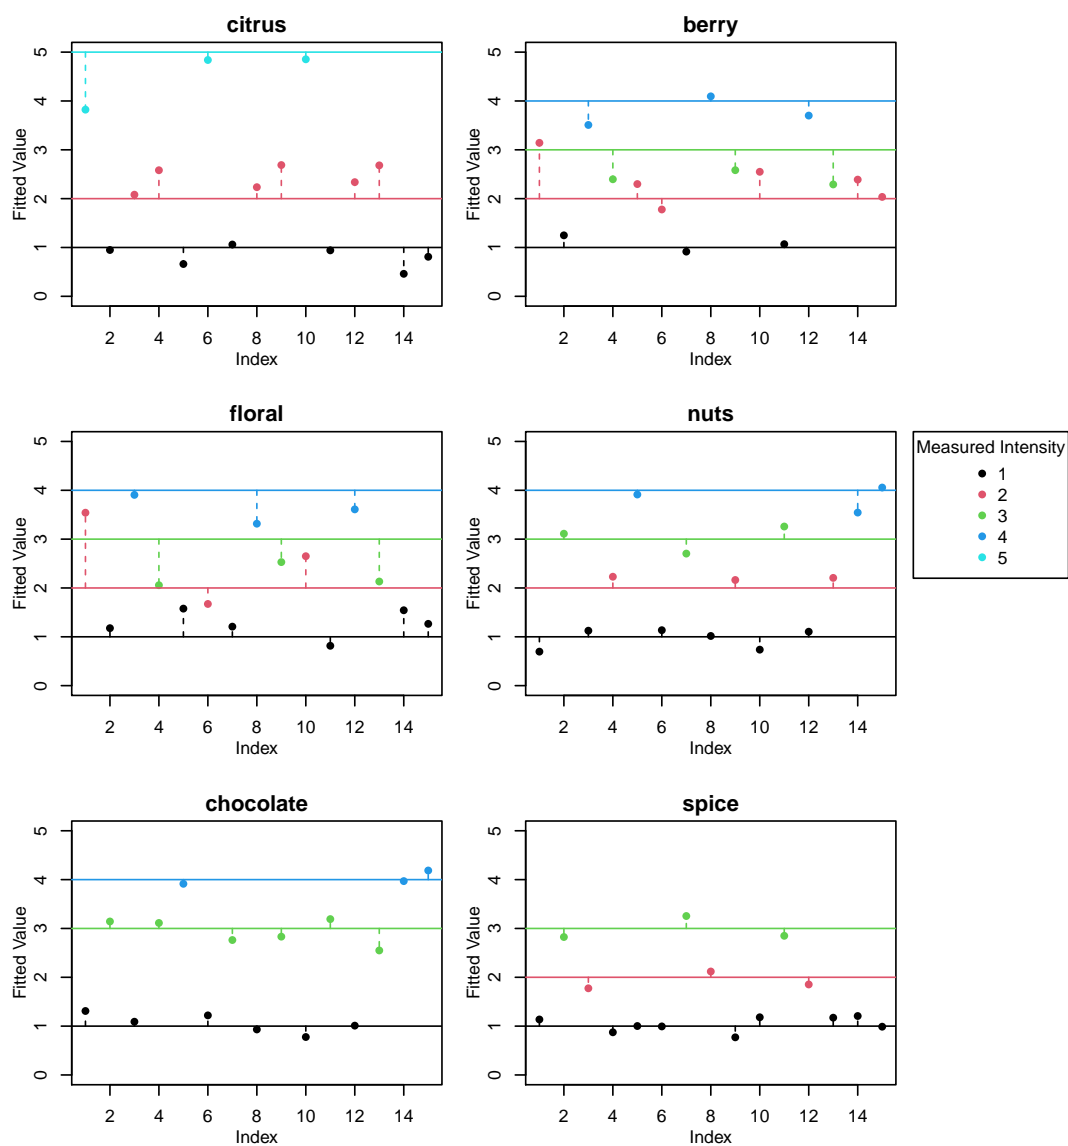 citrus
Fitted Value
0 1 2 3 4 5
2 4 6 8 10 12 14
Index
berry
Fitted Value
0 1 2 3 4 5
2 4 6 8 10 12 14
Index
floral
Fitted Value
0 1 2 3 4 5
2 4 6 8 10 12 14
Index
nuts
Fitted Value
0 1 2 3 4 5
2 4 6 8 10 12 14
Index
Measured Intensity
1
2
3
4
5
chocolate
Fitted Value
0 1 2 3 4 5
2 4 6 8 10 12 14
Index
spice
Fitted Value
0 1 2 3 4 5
2 4 6 8 10 12 14
Index